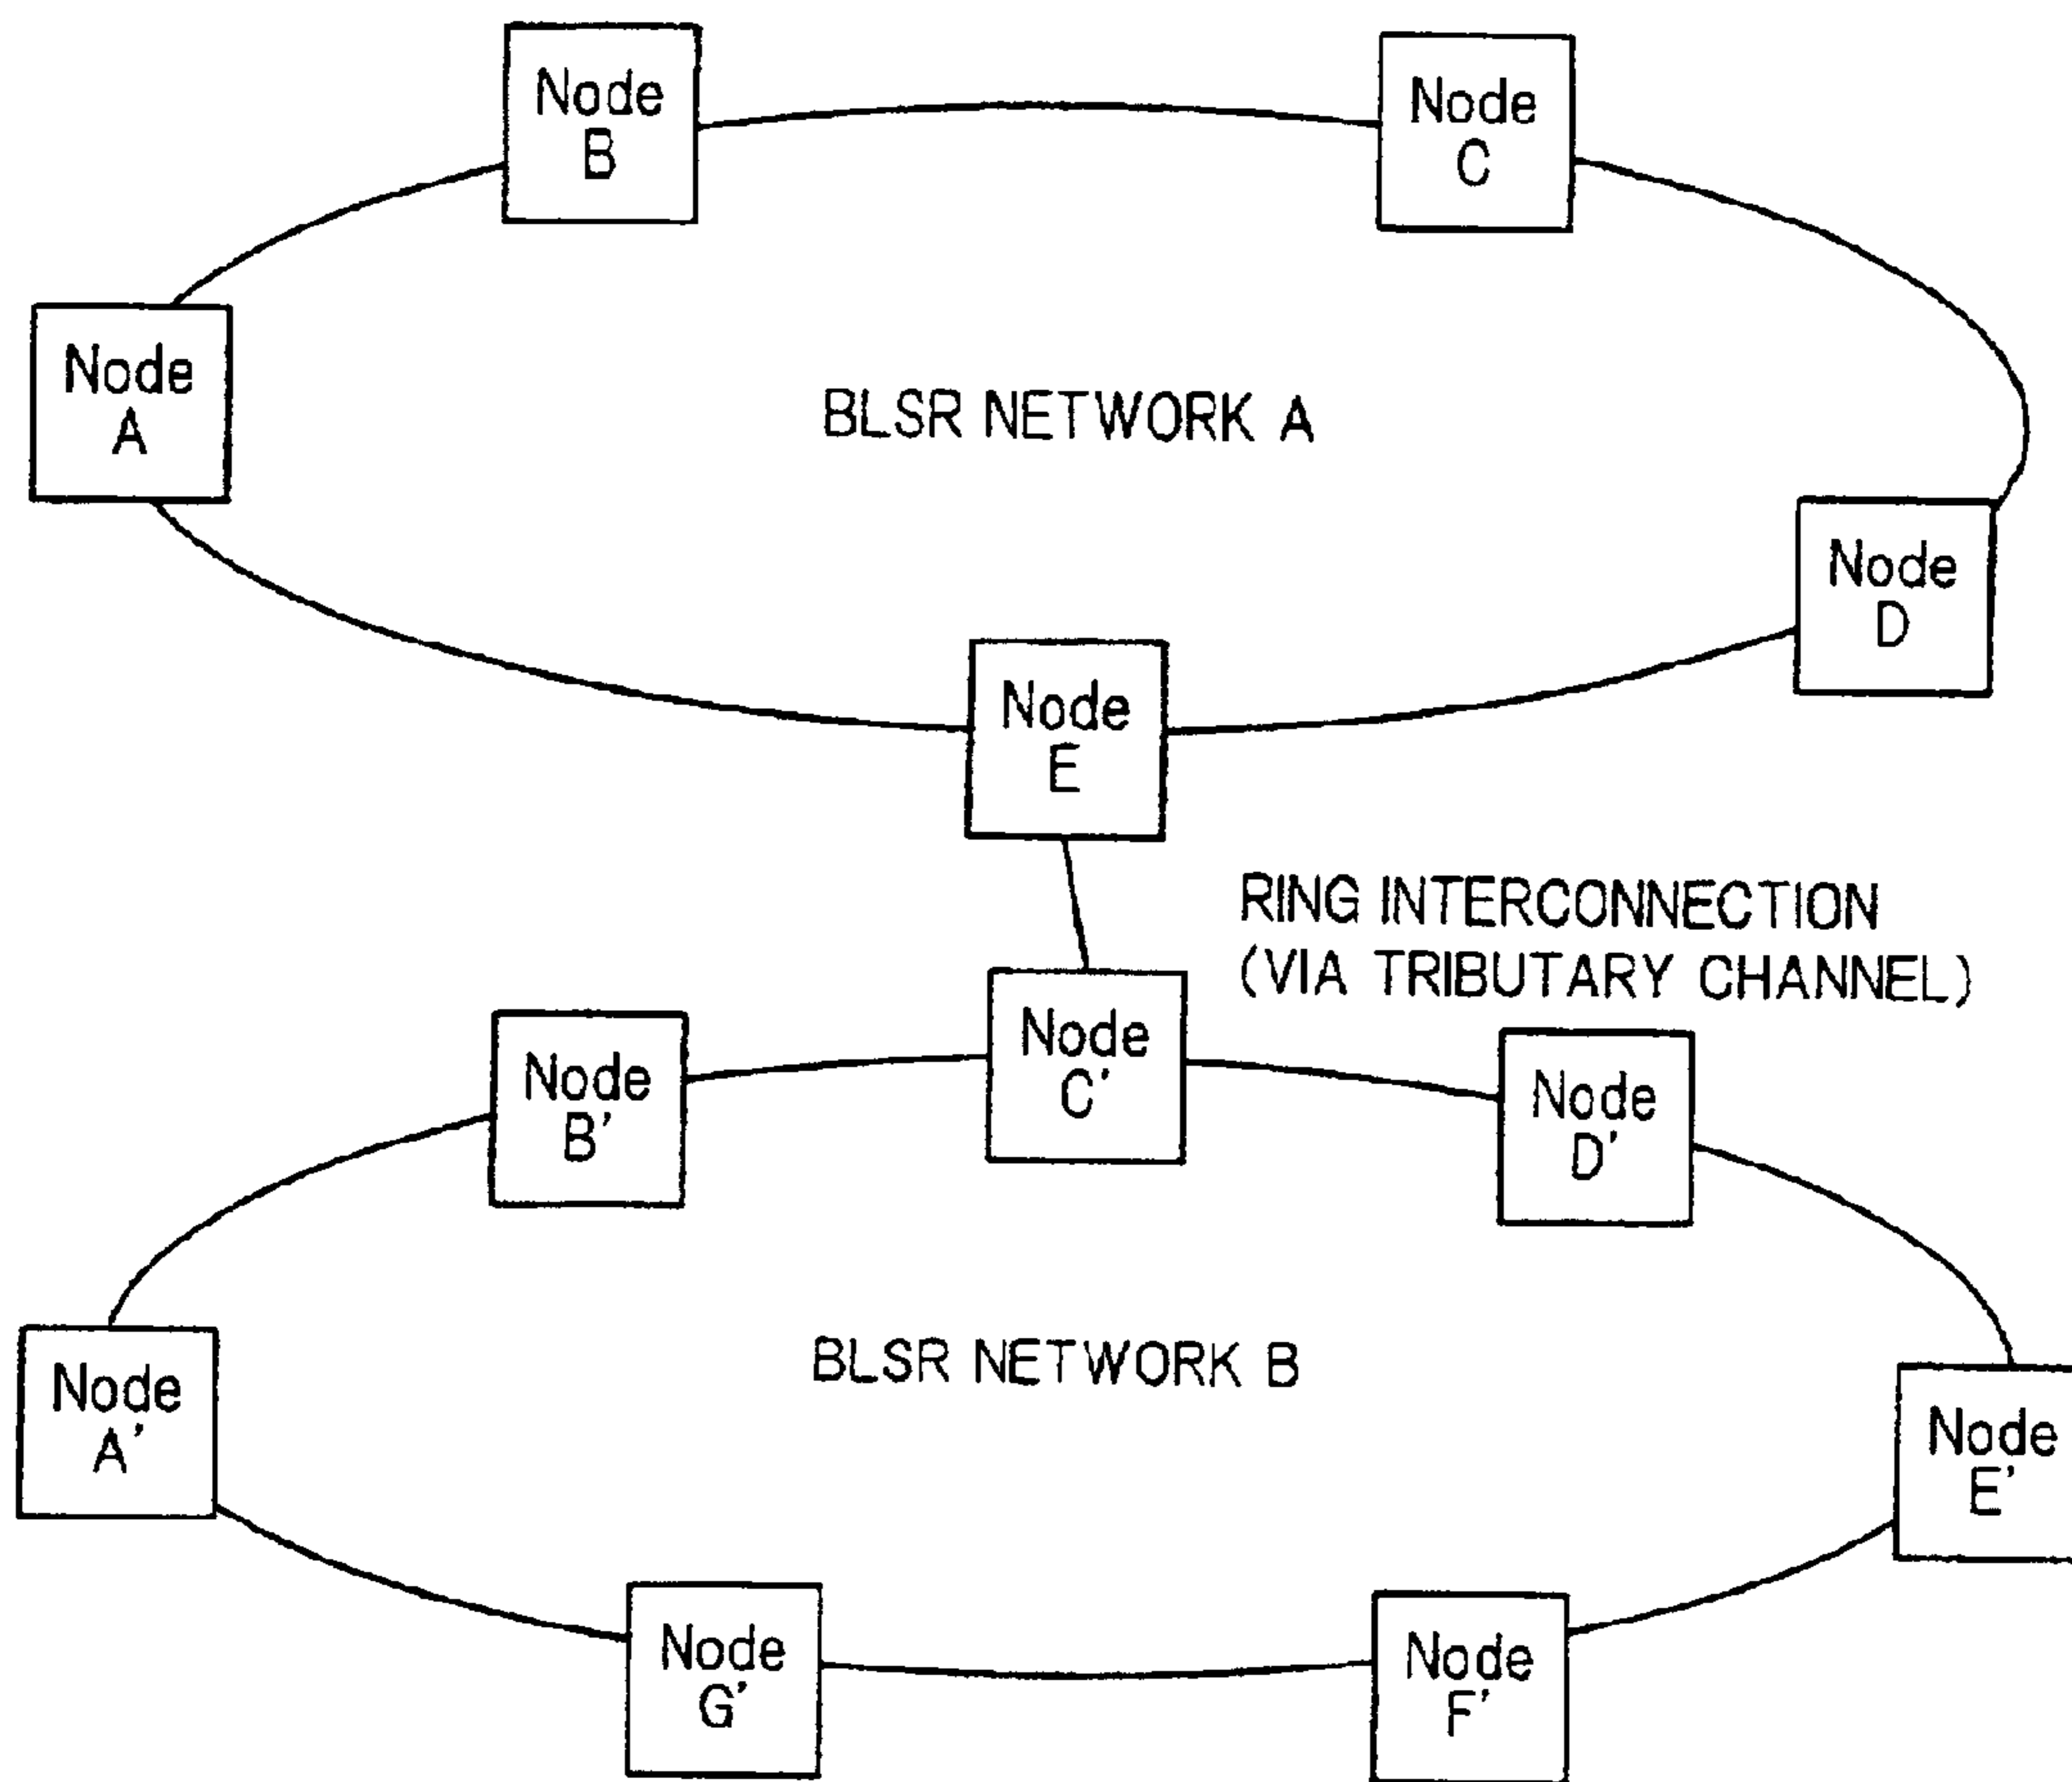 Node
B
Node
C
Node
A
BLSR NETWORK A
Node
D
Node
E
RING INTERCONNECTION
(VIA TRIBUTARY CHANNEL)
Node
C'
Node
B'
Node
D'
BLSR NETWORK B
Node
A'
Node
E'
Node
G'
Node
F'